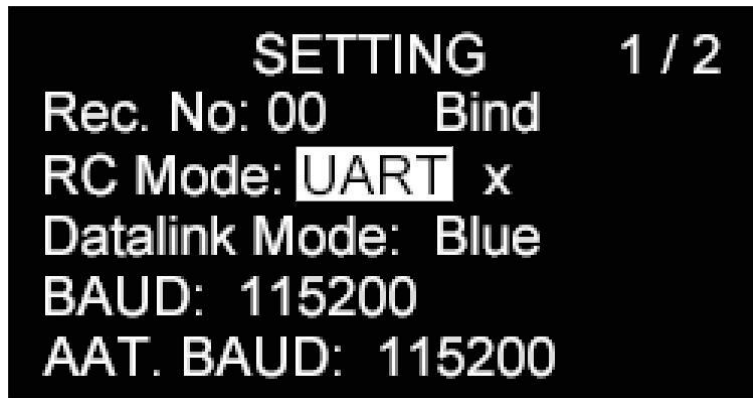 SETTING 1 / 2
Rec. No: 00 Bind
RC Mode: UART x
Datalink Mode: Blue
BAUD: 115200
AAT. BAUD: 115200